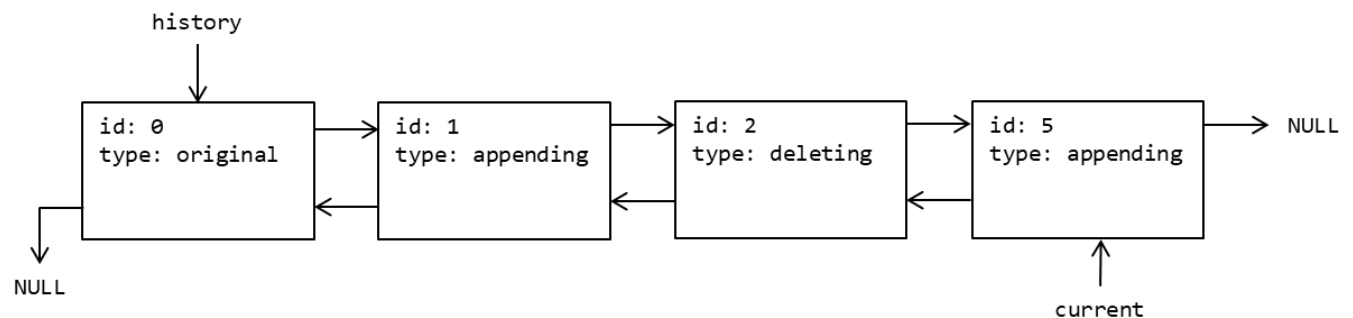 history
id: 0
type: original
id: 1
type: appending
id: 2
type: deleting
id: 5
type: appending
NULL
NULL
current